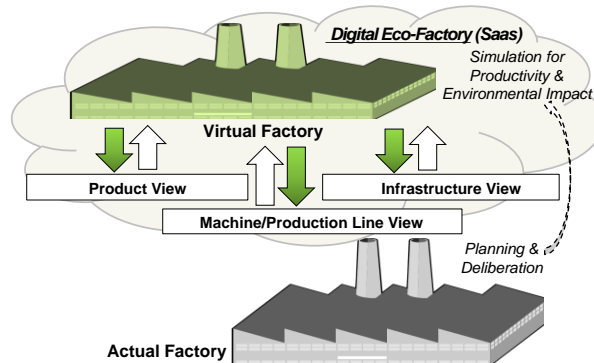 Digital Eco-Factory (Saas)
Simulation for
Productivity &
Environmental Impact
Virtual Factory
Product View
Infrastructure View
Machine/Production Line View
Planning &
Deliberation
Actual Factory